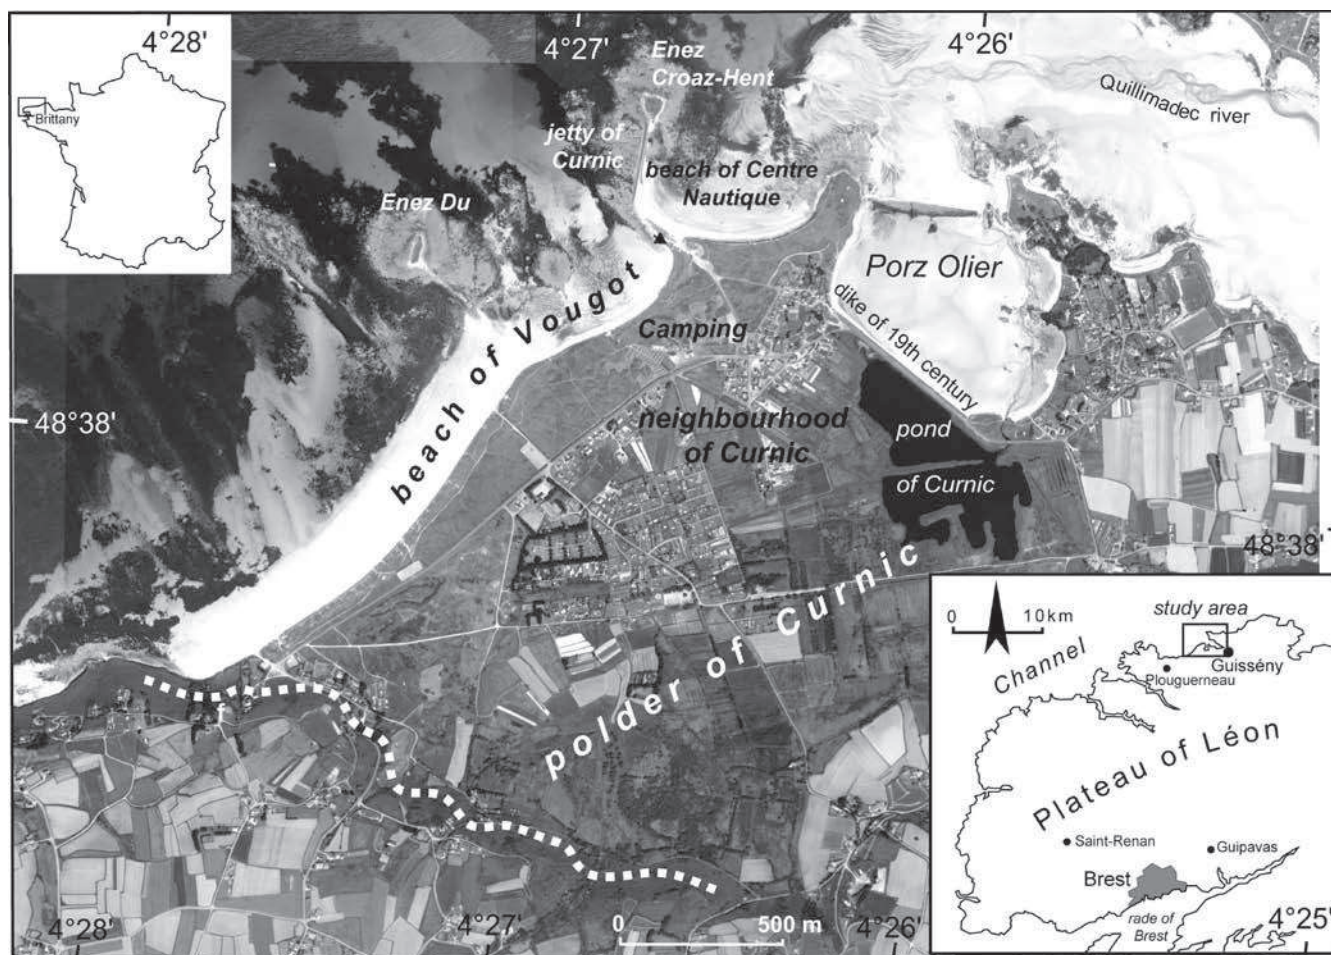 4°28'
4°27'
4°26'
Brittany
Enez
Croaz-Hent
Quillimadec river
jetty of
Curnic
beach of Centre
Nautique
Enez Du
Porz Olier
beach of Vougot
Camping
dike of 19th century
48°38'
neighbourhood
of Curnic
pond
of Curnic
48°38'
polder of Curnic
0 10km
study area
Channel
Guissény
Plouguerneau
Plateau of Léon
Saint-Renan
Guipavas
Brest
rade of
Brest
0 500 m
4°28'
4°27'
4°26'
4°25'